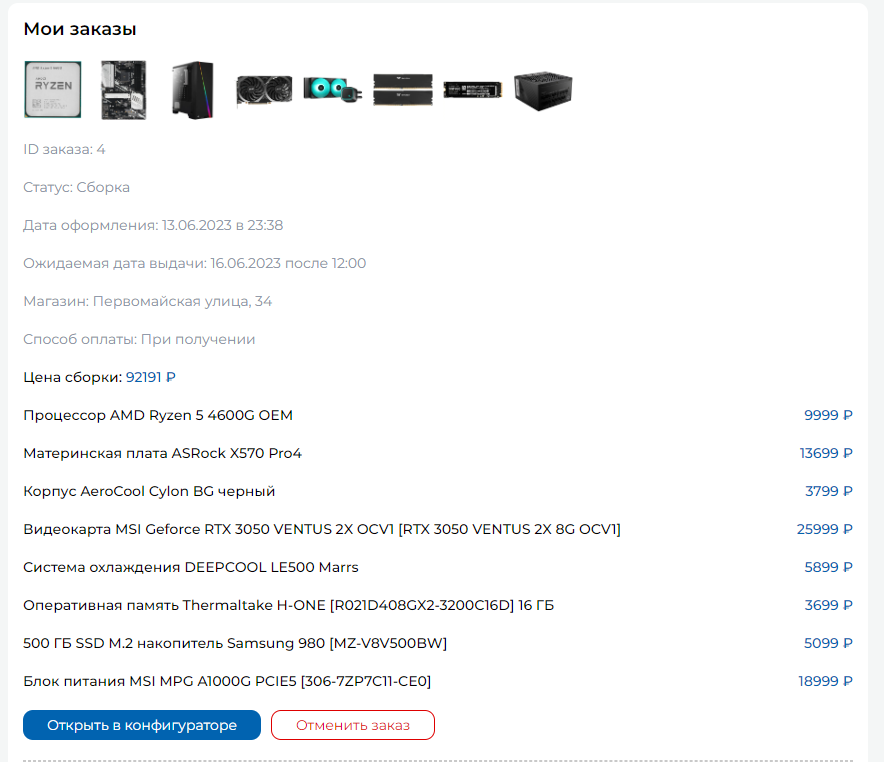 Мои заказы
RYZEN
ID заказа: 4
Статус: Сборка
Дата оформления: 13.06.2023 в 23:38
Ожидаемая дата выдачи: 16.06.2023 после 12:00
Магазин: Первомайская улица, 34
Способ оплаты: При получении
Цена сборки: 92191 ₽
Процессор AMD Ryzen 5 4600G OEM 9999 ₽
Материнская плата ASRock X570 Pro4 13699 ₽
Корпус AeroCool Cylon BG черный 3799 ₽
Видеокарта MSI Geforce RTX 3050 VENTUS 2X OCV1 [RTX 3050 VENTUS 2X 8G OCV1] 25999 ₽
Система охлаждения DEEPCOOL LE500 Marrs 5899 ₽
Оперативная память Thermaltake H-ONE [R021D408GX2-3200C16D] 16 ГБ 3699 ₽
500 ГБ SSD M.2 накопитель Samsung 980 [MZ-V8V500BW] 5099 ₽
Блок питания MSI MPG A1000G PCIE5 [306-7ZP7C11-CE0] 18999 ₽
Открыть в конфигураторе Отменить заказ